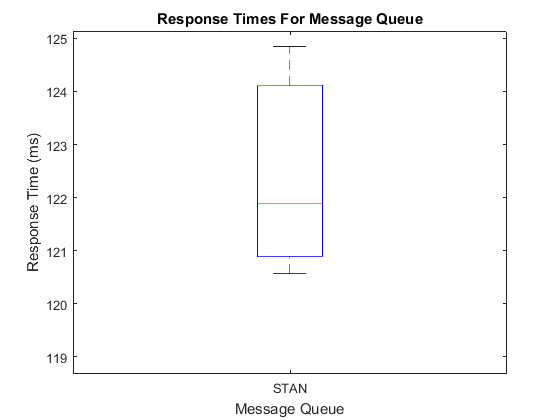 Response Times For Message Queue
Response Time (ms)
125
124
123
122
121
120
119
STAN
Message Queue